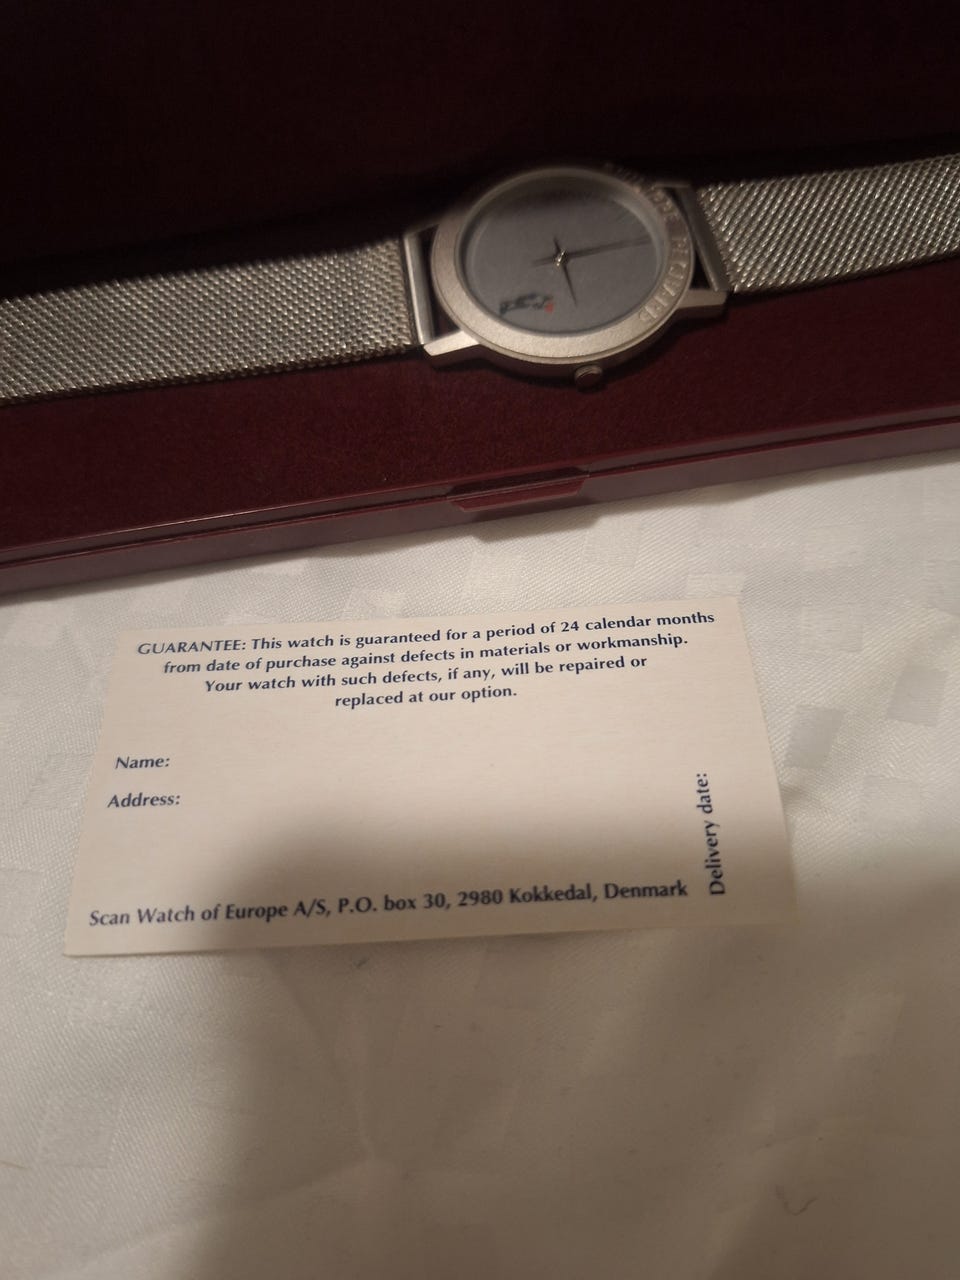 GUARANTEE: This watch is guaranteed for a period of 24 calendar months
from date of purchase against defects in materials or workmanship.
Your watch with such defects, if any, will be repaired or
replaced at our option.
Name:
Address:
Delivery date:
Scan Watch of Europe A/S, P.O. box 30, 2980 Kokkedal, Denmark